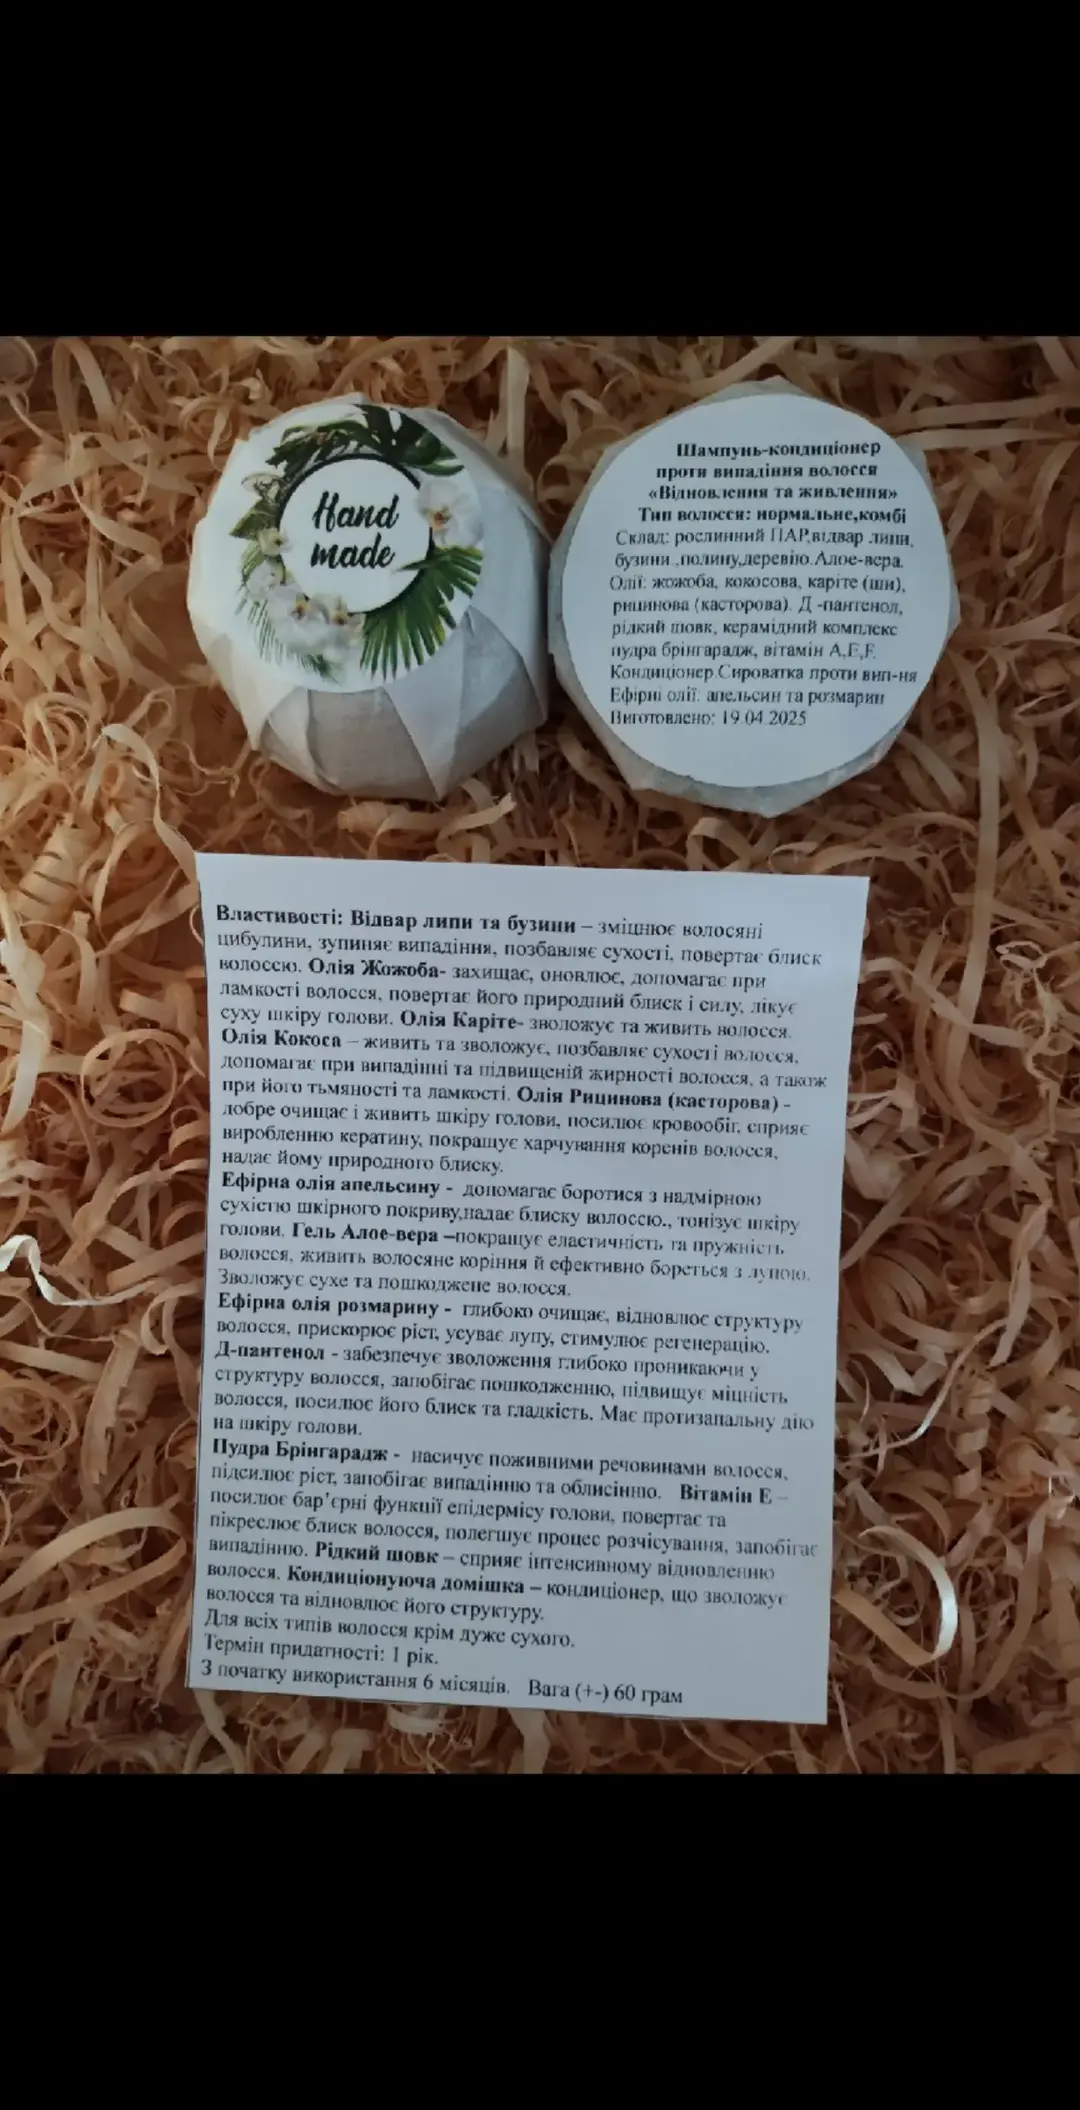 Hand
made
Шампунь-кондиціонер
проти випадіння волосся
«Відновлення та живлення»
Тип волосся: нормальне,комбі
Склад: рослинний ПАР,відвар липи,
бузини ,полину,деревію.Алое-вера.
Олії: жожоба, кокосова, каріте (ши),
рицинова (касторова). Д -пантенол,
рідкий шовк, керамідний комплекс
пудра брінгарадж, вітамін А,Е,F.
Кондиціонер.Сироватка проти вип-ня
Ефірні олії: апельсин та розмарин
Виготовлено: 19.04.2025
Властивості: Відвар липи та бузини – зміцнює волосяні
цибулини, зупиняє випадіння, позбавляє сухості, повертає блиск
волоссю. Олія Жожоба- захищає, оновлює, допомагає при
ламкості волосся, повертає його природний блиск і силу, лікує
суху шкіру голови. Олія Каріте- зволожує та живить волосся.
Олія Кокоса – живить та зволожує, позбавляє сухості волосся,
допомагає при випадінні та підвищеній жирності волосся, а також
при його тьмяності та ламкості. Олія Рицинова (касторова) -
добре очищає і живить шкіру голови, посилює кровообіг, сприяє
виробленню кератину, покращує харчування коренів волосся,
надає йому природного блиску.
Ефірна олія апельсину - допомагає боротися з надмірною
сухістю шкірного покриву,надає блиску волоссю., тонізує шкіру
голови. Гель Алое-вера –покращує еластичність та пружність
волосся, живить волосяне коріння й ефективно бореться з лупою.
Зволожує сухе та пошкоджене волосся.
Ефірна олія розмарину - глибоко очищає, відновлює структуру
волосся, прискорює ріст, усуває лупу, стимулює регенерацію.
Д-пантенол - забезпечує зволоження глибоко проникаючи у
структуру волосся, запобігає пошкодженню, підвищує міцність
волосся, посилює його блиск та гладкість. Має протизапальну дію
на шкіру голови.
Пудра Брінгарадж - насичує поживними речовинами волосся,
підсилює ріст, запобігає випадінню та облисінню. Вітамін Е –
посилює бар’єрні функції епідермісу голови, повертає та
пікреслює блиск волосся, полегшує процес розчісування, запобігає
випадінню. Рідкий шовк – сприяє інтенсивному відновленню
волосся. Кондиціонуюча домішка – кондиціонер, що зволожує
волосся та відновлює його структуру.
Для всіх типів волосся крім дуже сухого.
Термін придатності: 1 рік.
З початку використання 6 місяців. Вага (+-) 60 грам